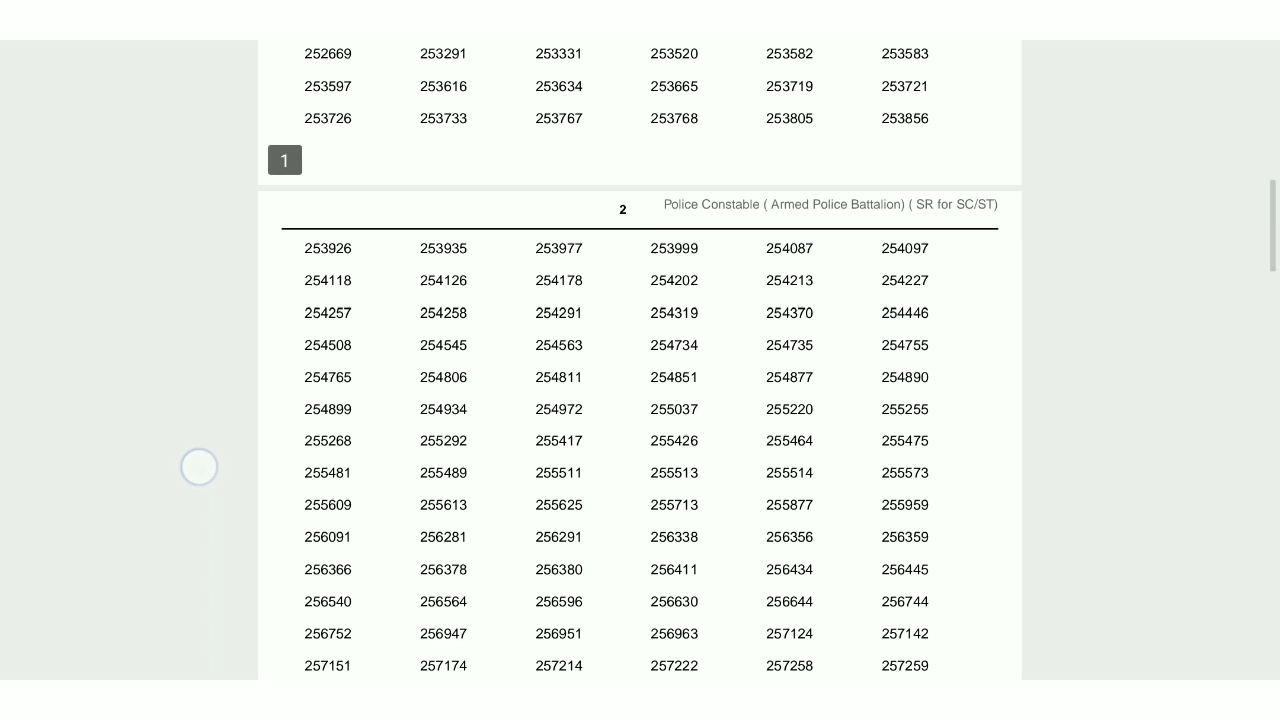 252669 253291 253331 253520 253582 253583
253597 253616 253634 253665 253719 253721
253726 253733 253767 253768 253805 253856
1
2 Police Constable ( Armed Police Battalion) ( SR for SC/ST)
253926 253935 253977 253999 254087 254097
254118 254126 254178 254202 254213 254227
254257 254258 254291 254319 254370 254446
254508 254545 254563 254734 254735 254755
254765 254806 254811 254851 254877 254890
254899 254934 254972 255037 255220 255255
255268 255292 255417 255426 255464 255475
255481 255489 255511 255513 255514 255573
255609 255613 255625 255713 255877 255959
256091 256281 256291 256338 256356 256359
256366 256378 256380 256411 256434 256445
256540 256564 256596 256630 256644 256744
256752 256947 256951 256963 257124 257142
257151 257174 257214 257222 257258 257259